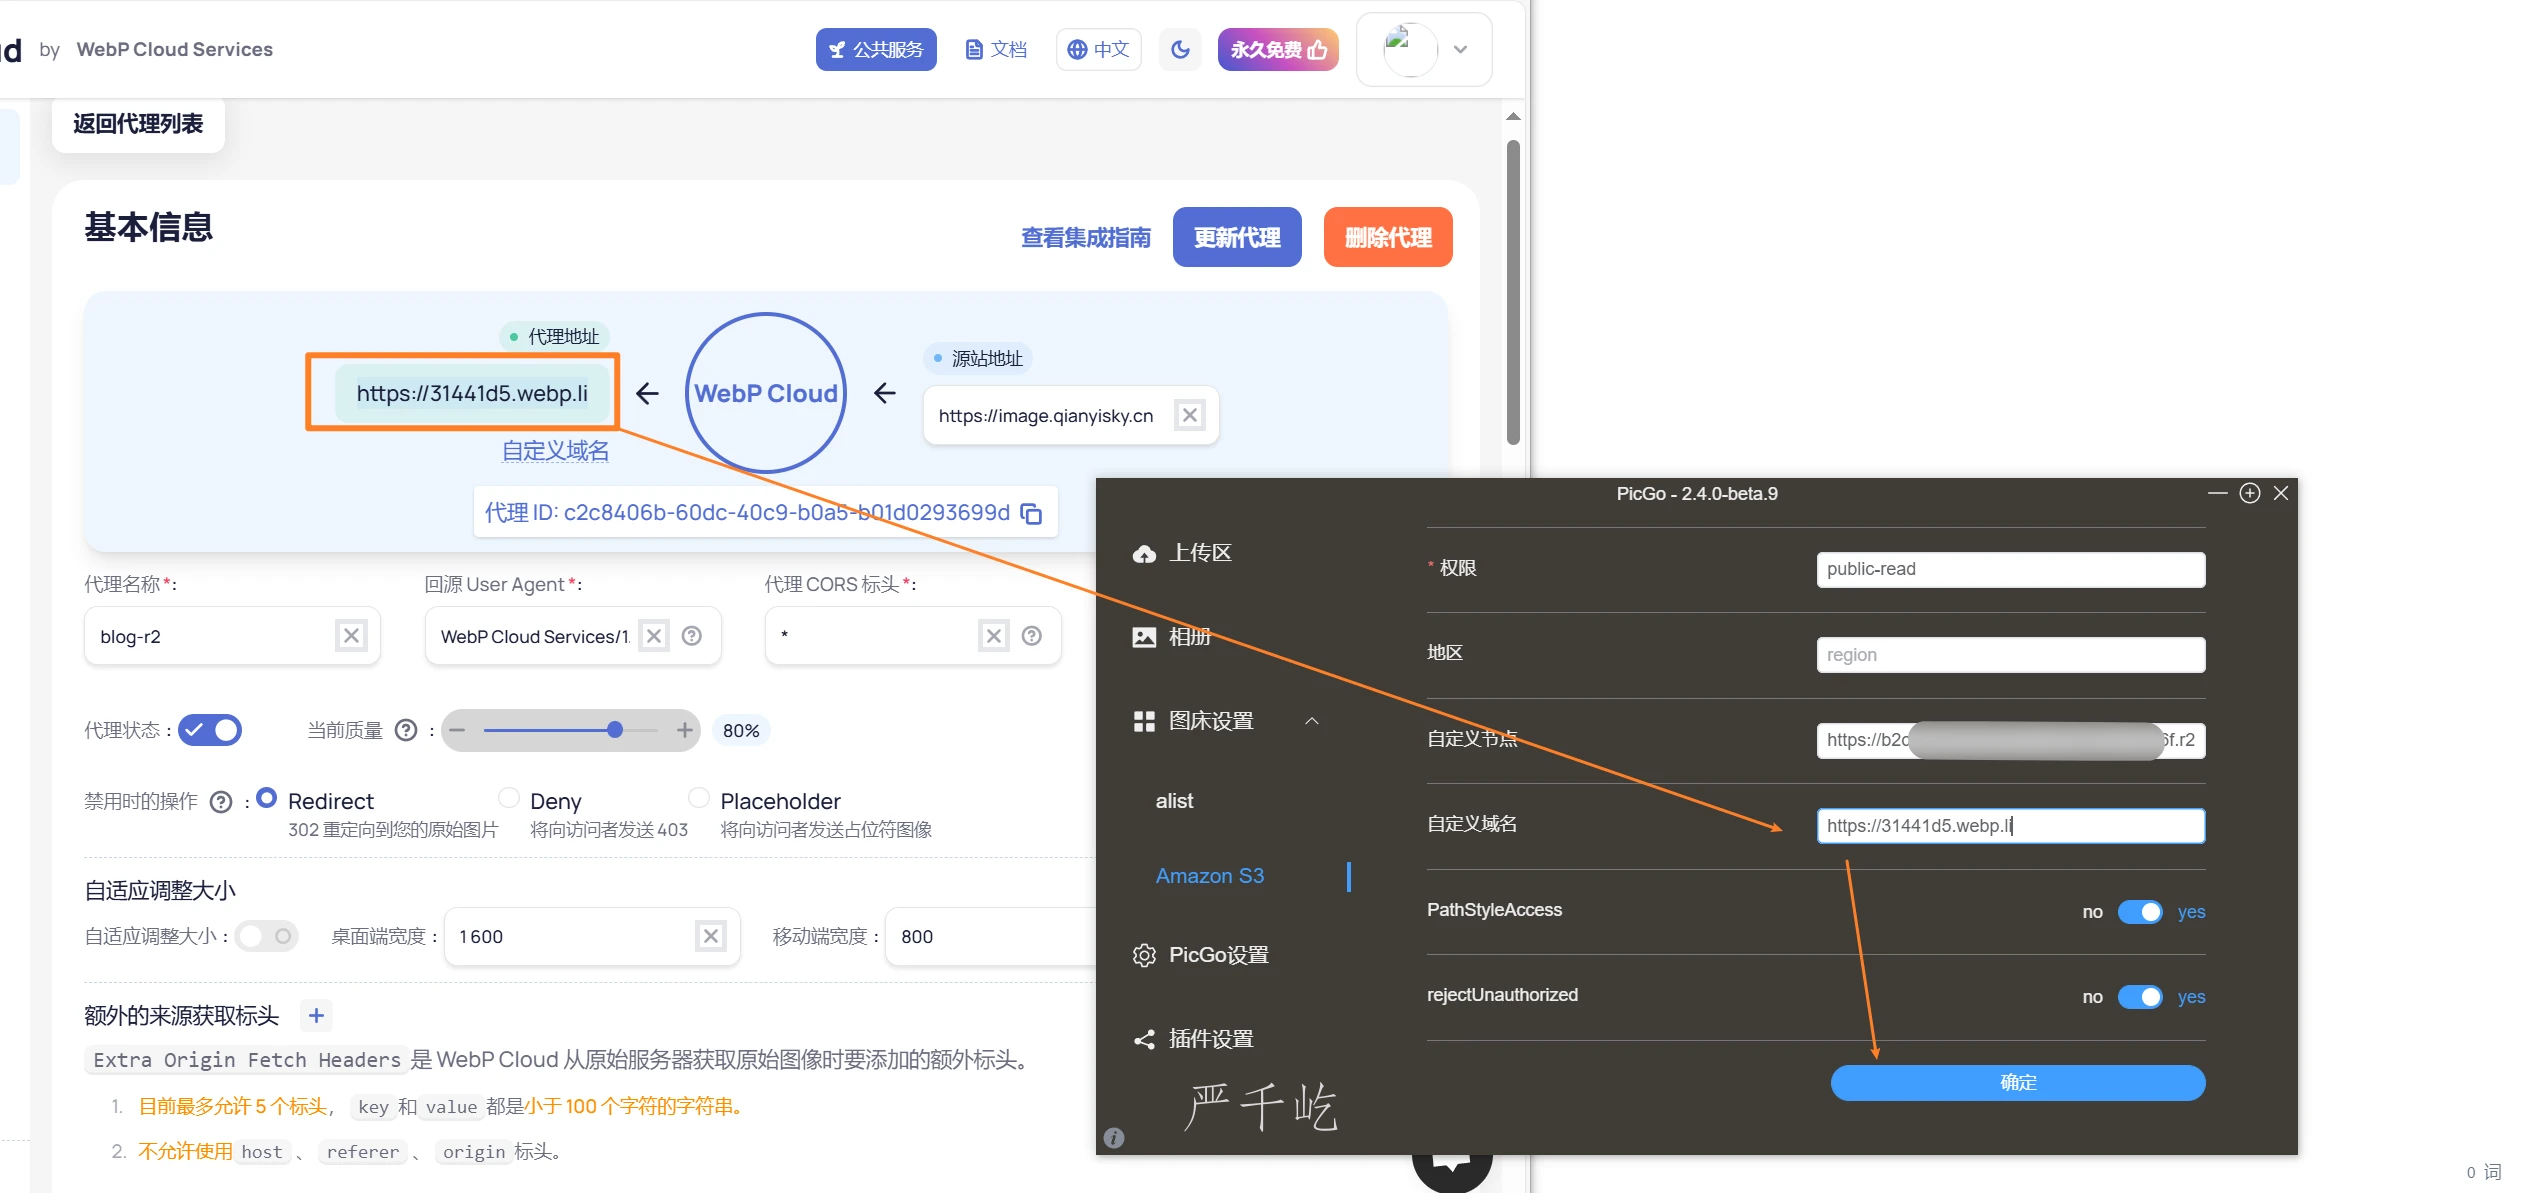 d by WebP Cloud Services
公共服务 文档 中文 永久免费
返回代理列表
基本信息
查看集成指南 更新代理 删除代理
代理地址
https://31441d5.webp.li
自定义域名
WebP Cloud
源站地址
https://image.qianyisky.cn
代理 ID: c2c8406b-60dc-40c9-b0a5-b01d0293699d
代理名称*: 回源 User Agent*: 代理 CORS 标头*:
blog-r2 WebP Cloud Services/1. *
代理状态 : 当前质量 : 80%
禁用时的操作 : Redirect Deny Placeholder
302 重定向到您的原始图片 将向访问者发送 403 将向访问者发送占位符图像
自适应调整大小
自适应调整大小 : 桌面端宽度 : 1600 移动端宽度 : 800
额外的来源获取标头 +
Extra Origin Fetch Headers 是 WebP Cloud 从原始服务器获取原始图像时要添加的额外标头。
1. 目前最多允许 5 个标头， key 和 value 都是小于 100 个字符的字符串。
2. 不允许使用 host 、 referer 、 origin 标头。
PicGo - 2.4.0-beta.9
上传区
相册
图床设置
alist
Amazon S3
PicGo设置
插件设置
严千屹
* 权限 public-read
地区 region
自定义节点 https://b2c 6f.r2
自定义域名 https://31441d5.webp.li
PathStyleAccess no yes
rejectUnauthorized no yes
确定
0 词